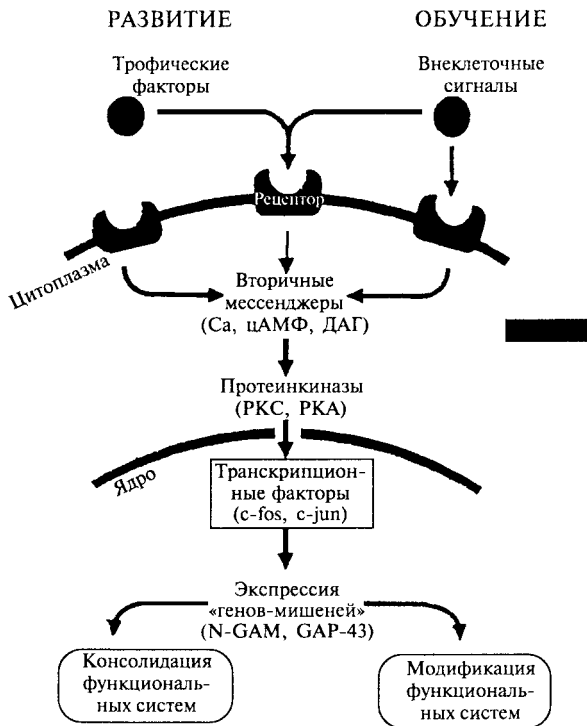 РАЗВИТИЕ
ОБУЧЕНИЕ
Трофические
факторы
Внеклеточные
сигналы
Рецептор
Цитоплазма
Вторичные
мессенджеры
(Ca, цАМФ, ДАГ)
Протеинкиназы
(PKC, PKA)
Ядро
Транскрипцион-
ные факторы
(c-fos, c-jun)
Экспрессия
«генов-мишеней»
(N-GAM, GAP-43)
Консолидация
функциональ-
ных систем
Модификация
функциональ-
ных систем